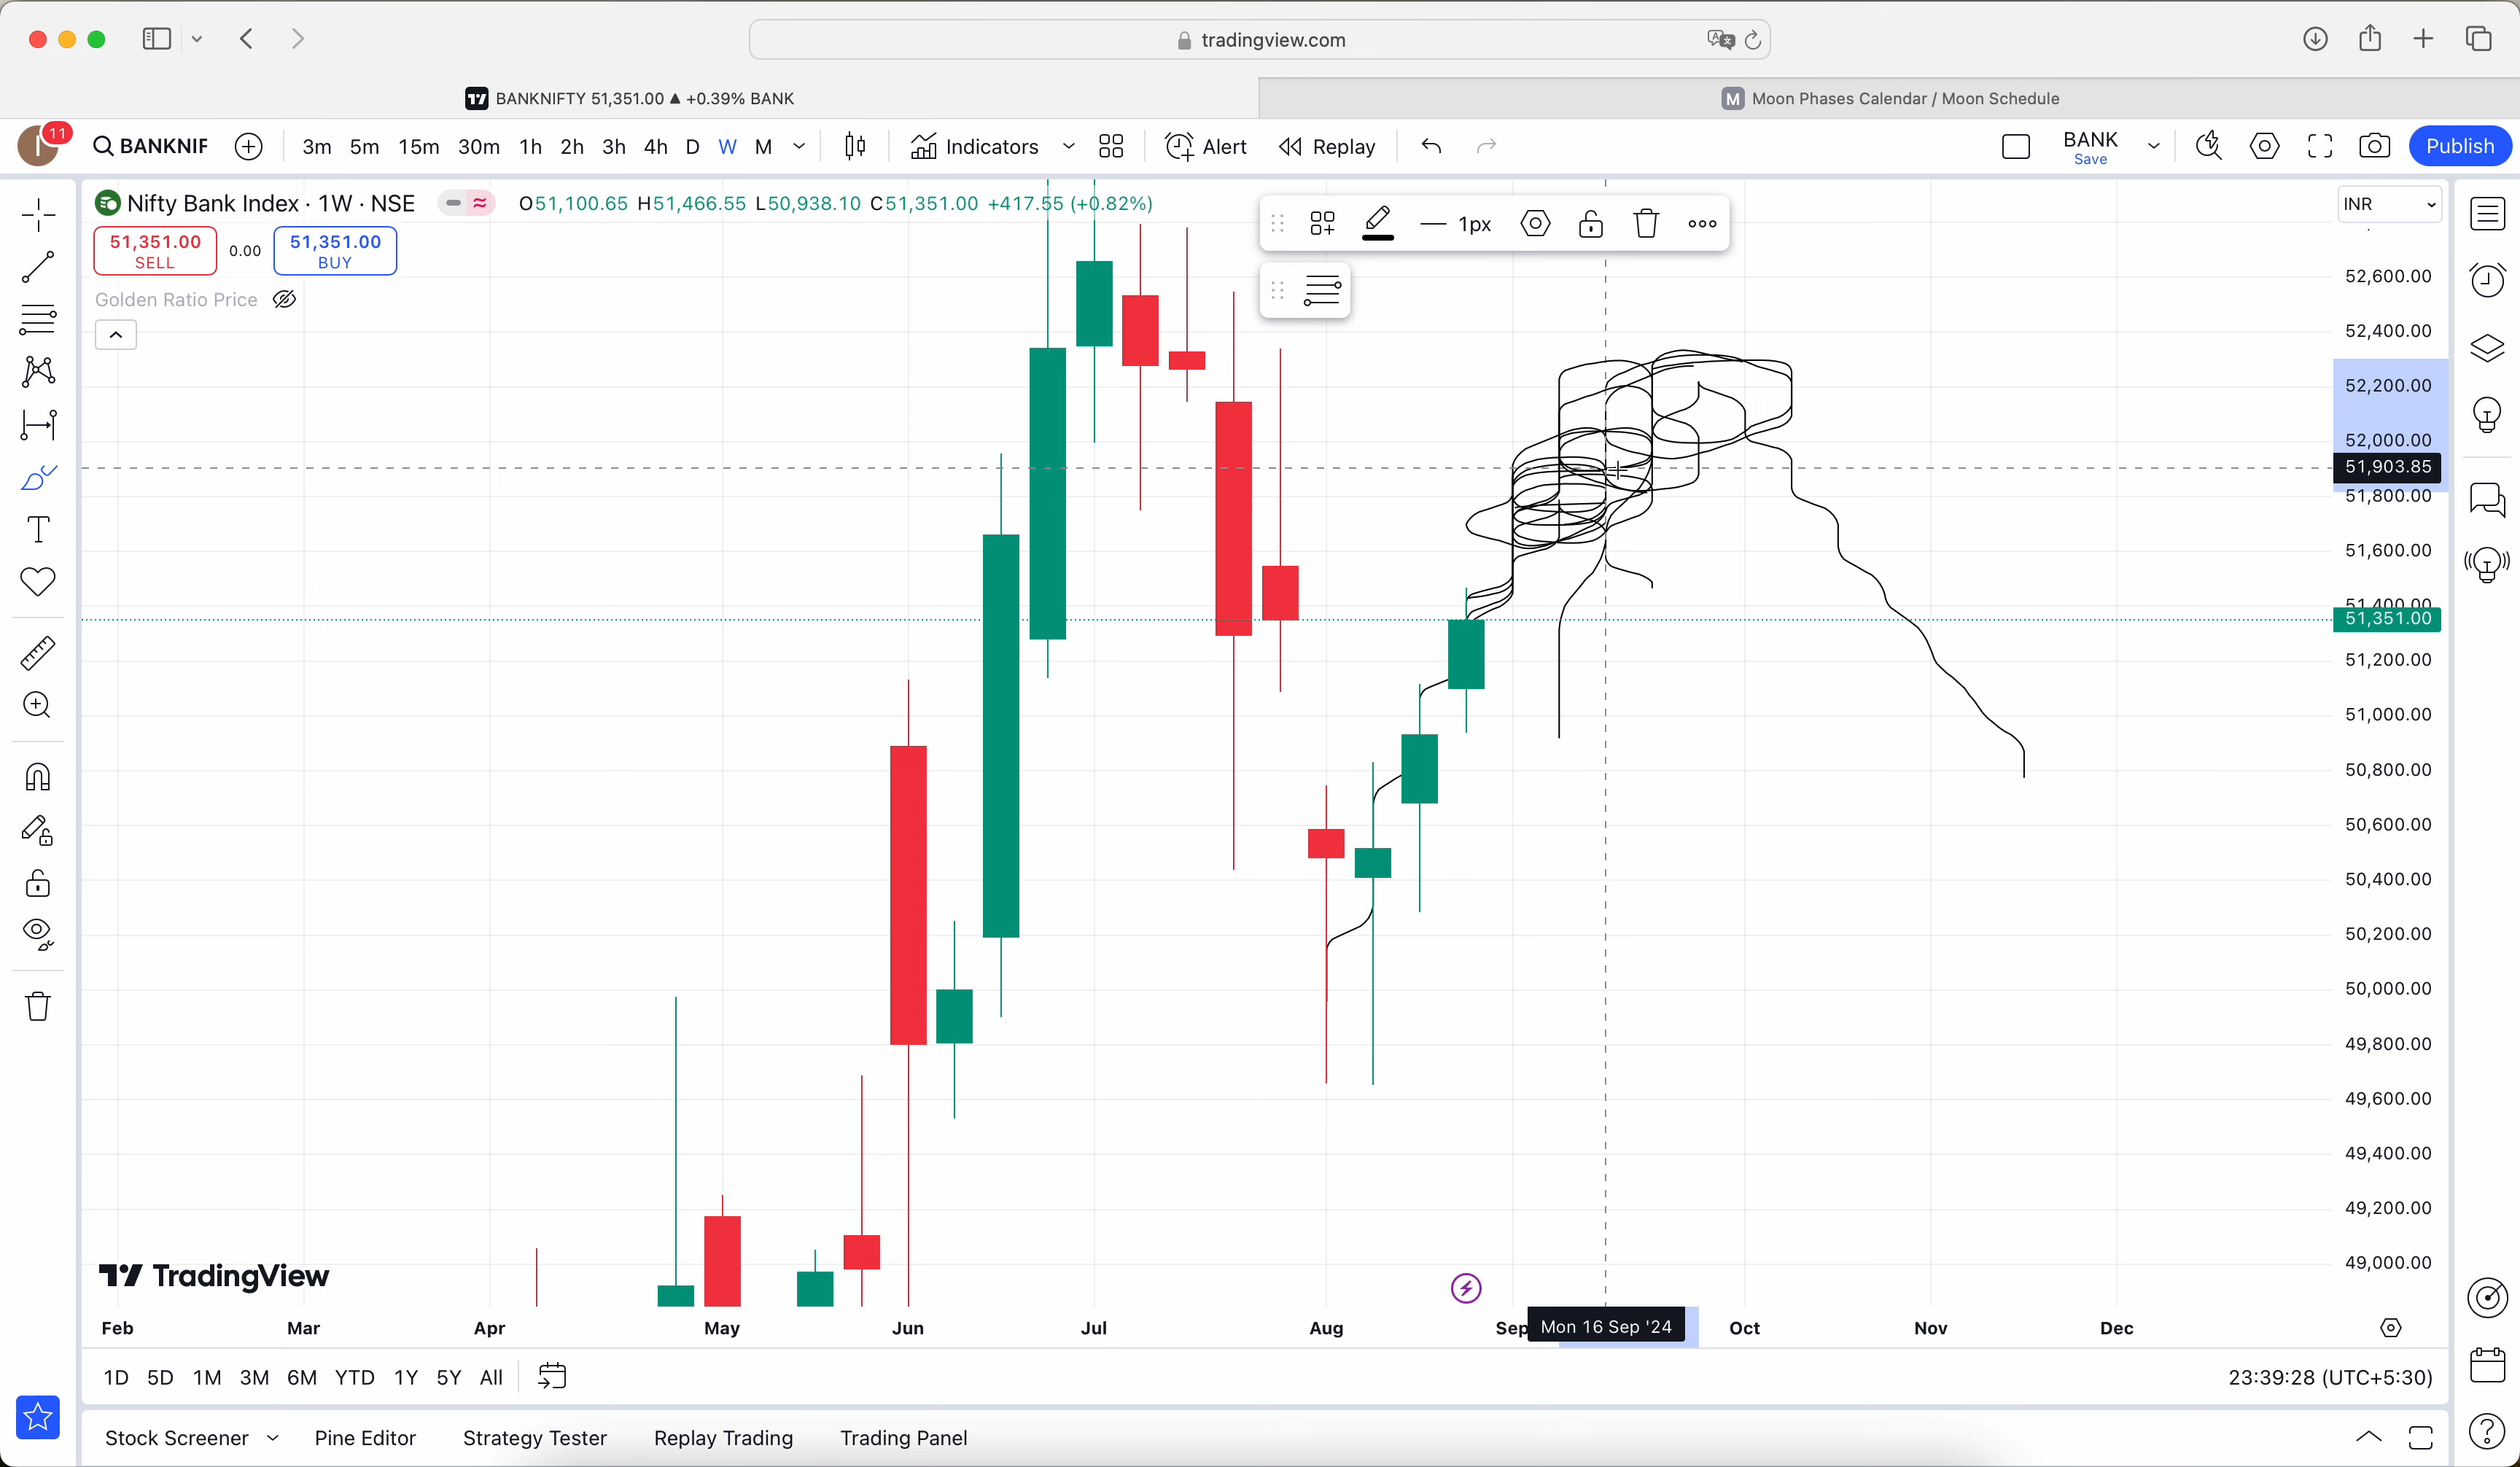 tradingview.com
BANKNIFTY 51,351.00 ▲ +0.39% BANK
M Moon Phases Calendar / Moon Schedule
11
I BANKNIF 3m 5m 15m 30m 1h 2h 3h 4h D W M Indicators Alert Replay BANK Publish
Save
Nifty Bank Index · 1W · NSE O51,100.65 H51,466.55 L50,938.10 C51,351.00 +417.55 (+0.82%)
1px
INR
51,351.00 0.00 51,351.00
SELL BUY
Golden Ratio Price
52,600.00
52,400.00
52,200.00
52,000.00
51,903.85
51,800.00
51,600.00
51,400.00
51,351.00
51,200.00
51,000.00
50,800.00
50,600.00
50,400.00
50,200.00
50,000.00
49,800.00
49,600.00
49,400.00
49,200.00
49,000.00
TradingView
Feb Mar Apr May Jun Jul Aug Sep Mon 16 Sep '24 Oct Nov Dec
1D 5D 1M 3M 6M YTD 1Y 5Y All 23:39:28 (UTC+5:30)
Stock Screener Pine Editor Strategy Tester Replay Trading Trading Panel